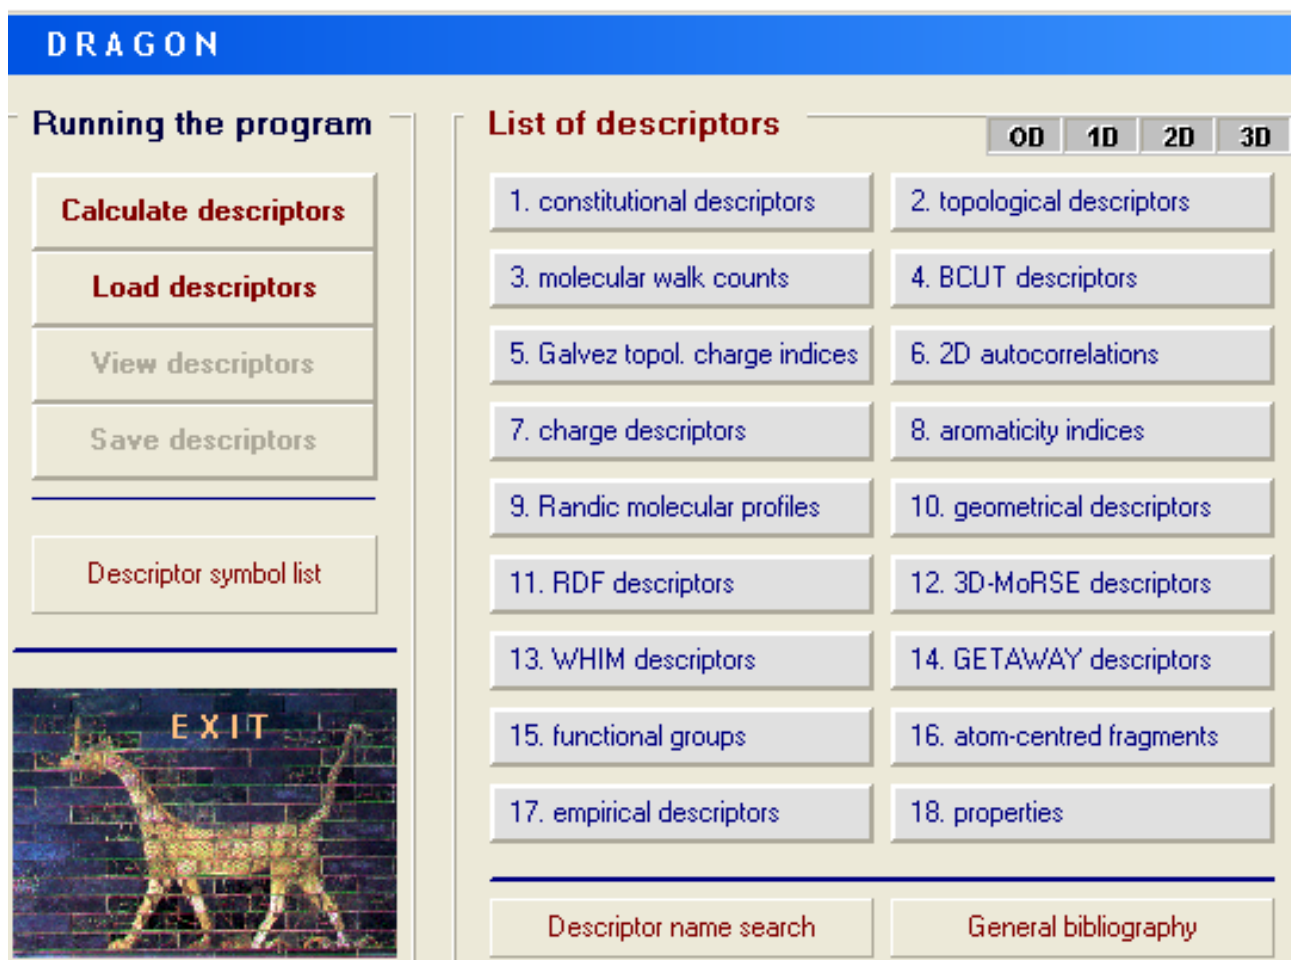 DRAGON
Running the program
Calculate descriptors
Load descriptors
View descriptors
Save descriptors
Descriptor symbol list
EXIT
List of descriptors
0D 1D 2D 3D
1. constitutional descriptors
2. topological descriptors
3. molecular walk counts
4. BCUT descriptors
5. Galvez topol. charge indices
6. 2D autocorrelations
7. charge descriptors
8. aromaticity indices
9. Randic molecular profiles
10. geometrical descriptors
11. RDF descriptors
12. 3D-MoRSE descriptors
13. WHIM descriptors
14. GETAWAY descriptors
15. functional groups
16. atom-centred fragments
17. empirical descriptors
18. properties
Descriptor name search
General bibliography